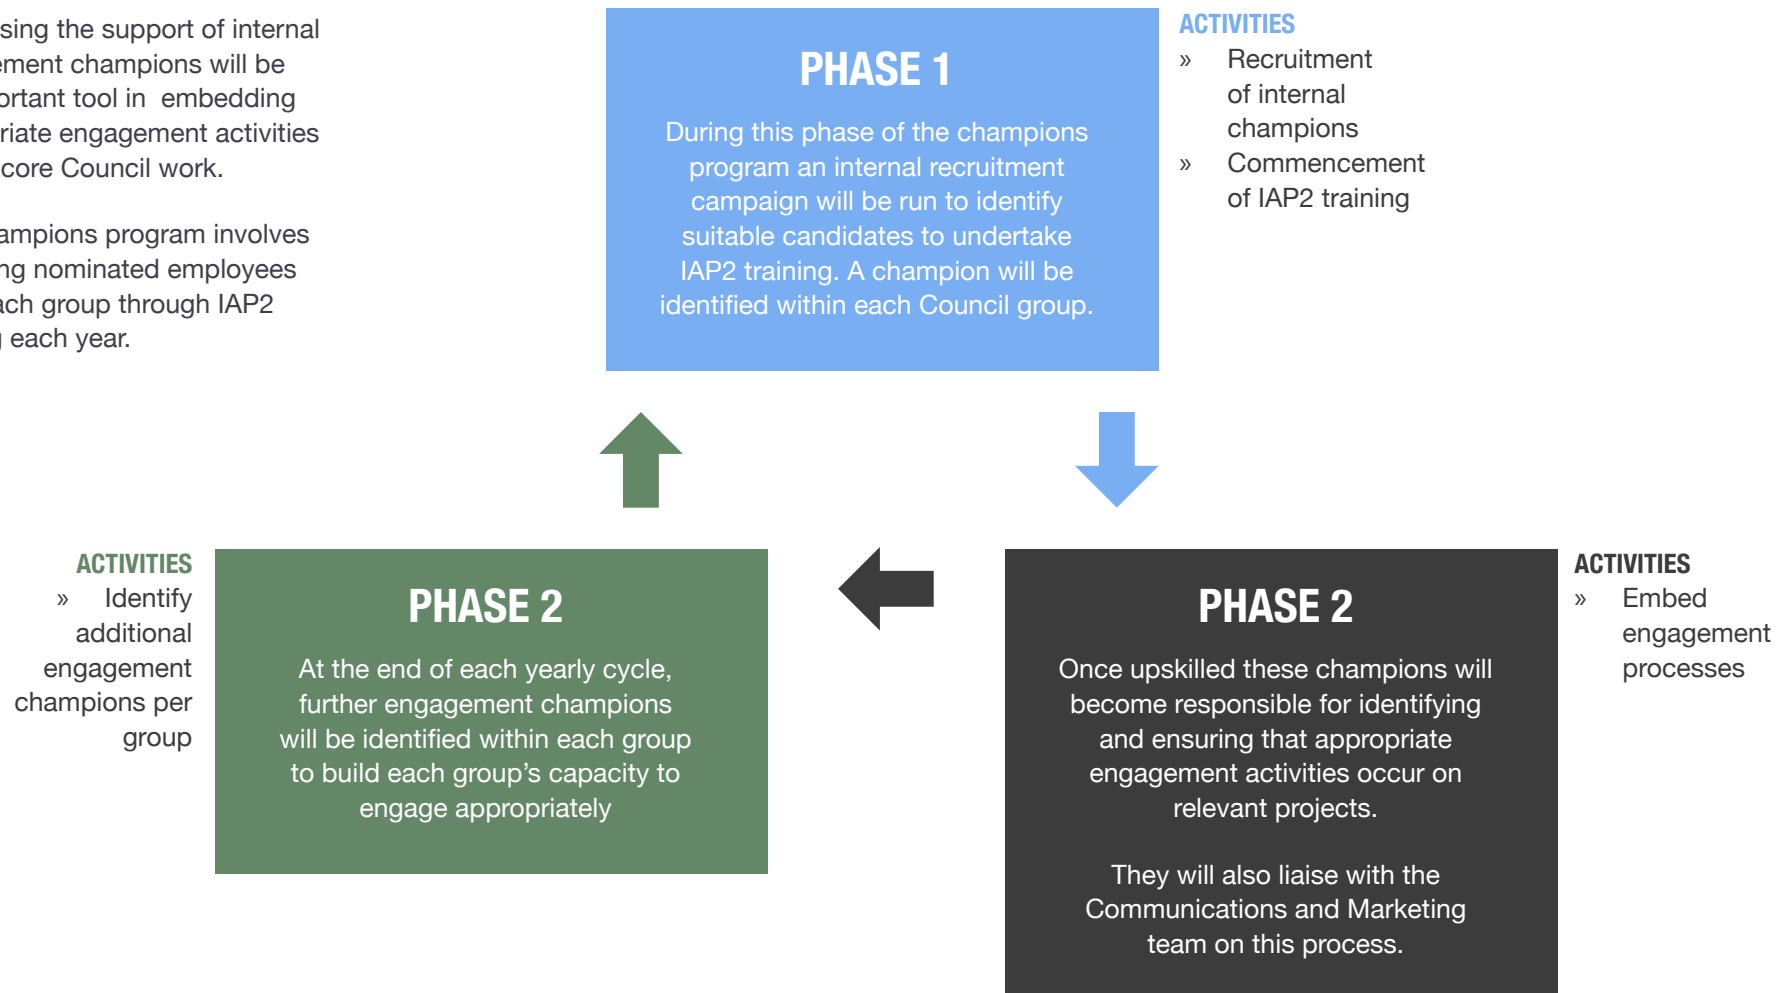 sing the support of internal
ement champions will be
ortant tool in  embedding
riate engagement activities
core Council work.
ampions program involves
ng nominated employees
ach group through IAP2
g each year.
PHASE 1
During this phase of the champions
program an internal recruitment
campaign will be run to identify
suitable candidates to undertake
IAP2 training. A champion will be
identified within each Council group.
ACTIVITIES
» Recruitment
of internal
champions
» Commencement
of IAP2 training
ACTIVITIES
» Identify
additional
engagement
champions per
group
PHASE 2
At the end of each yearly cycle,
further engagement champions
will be identified within each group
to build each group’s capacity to
engage appropriately
PHASE 2
Once upskilled these champions will
become responsible for identifying
and ensuring that appropriate
engagement activities occur on
relevant projects.
They will also liaise with the
Communications and Marketing
team on this process.
ACTIVITIES
» Embed
engagement
processes